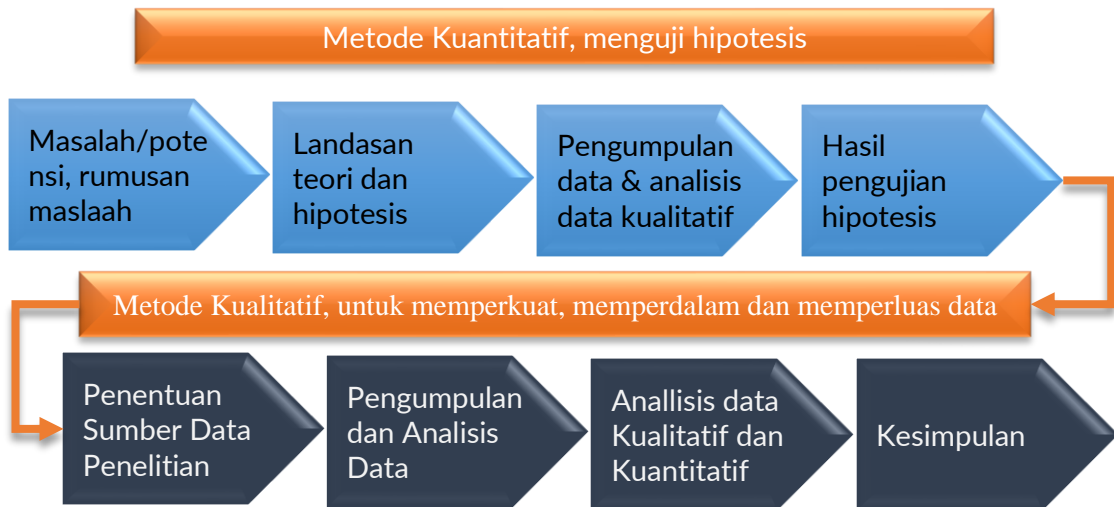 Metode Kuantitatif, menguji hipotesis
Masalah/pote
nsi, rumusan
maslaah
Landasan
teori dan
hipotesis
Pengumpulan
data & analisis
data kualitatif
Hasil
pengujian
hipotesis
Metode Kualitatif, untuk memperkuat, memperdalam dan memperluas data
Penentuan
Sumber Data
Penelitian
Pengumpulan
dan Analisis
Data
Anallisis data
Kualitatif dan
Kuantitatif
Kesimpulan